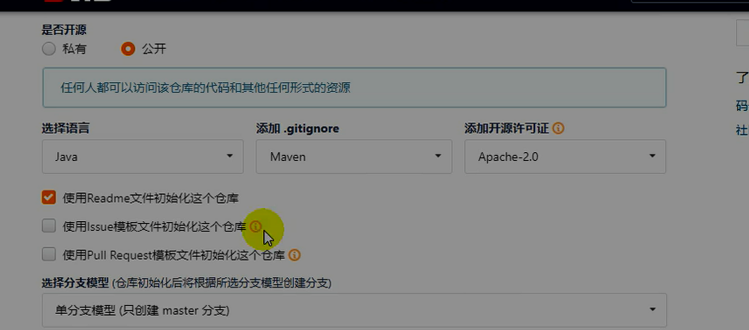 是否开源
私有 公开
任何人都可以访问该仓库的代码和其他任何形式的资源
选择语言 添加 .gitignore 添加开源许可证
Java Maven Apache-2.0
使用Readme文件初始化这个仓库
使用Issue模板文件初始化这个仓库
使用Pull Request模板文件初始化这个仓库
选择分支模型 (仓库初始化后将根据所选分支模型创建分支)
单分支模型 (只创建 master 分支)
了
码
社